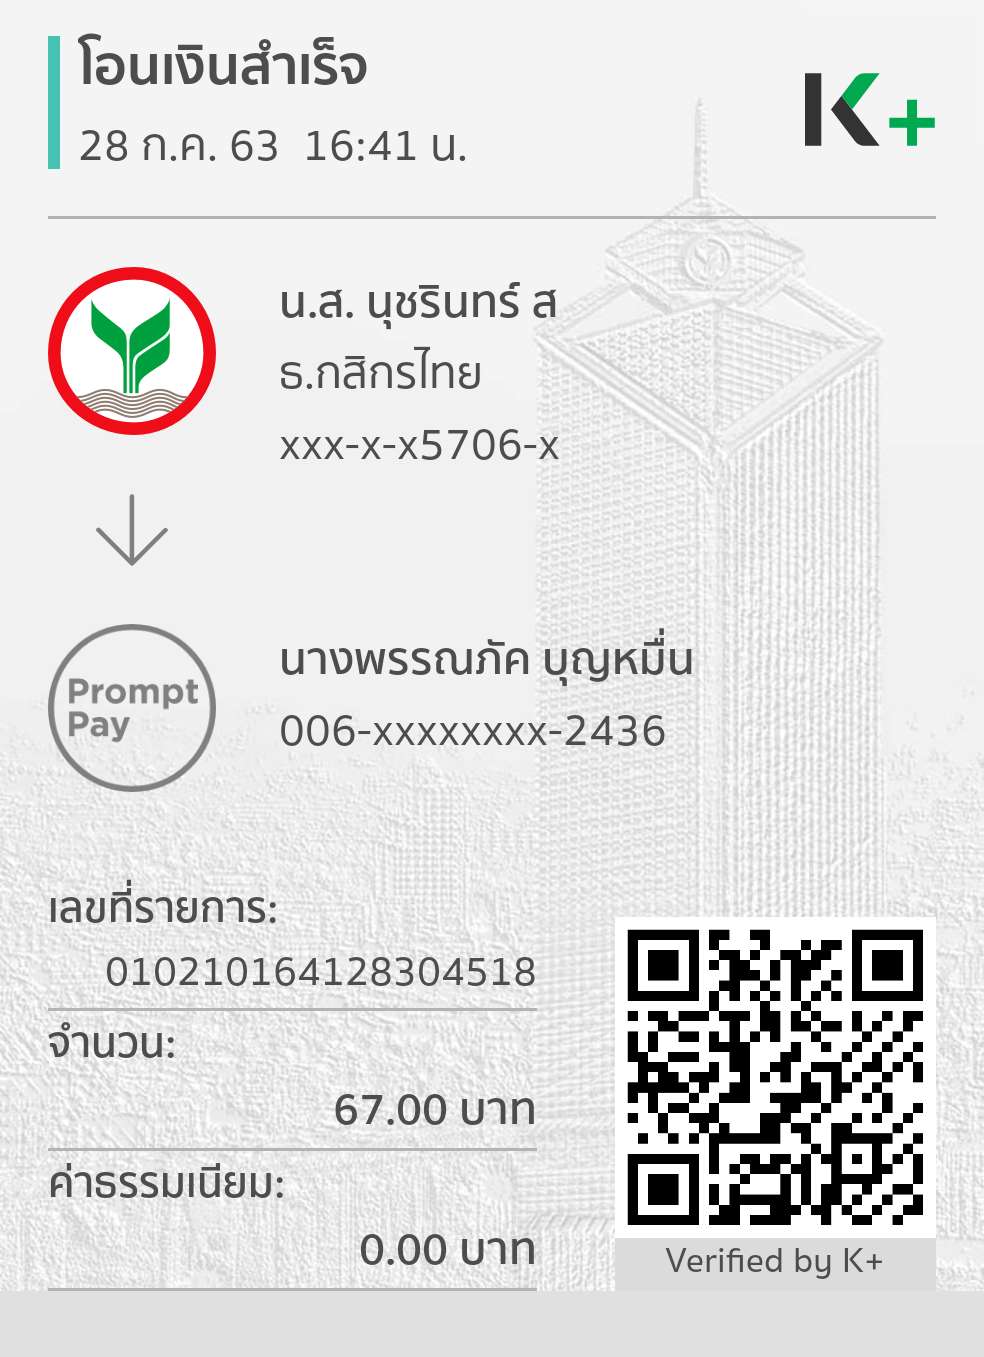 โอนเงินสำเร็จ
28 ก.ค. 63  16:41 น.
K+
น.ส. นุชรินทร์ ส
ธ.กสิกรไทย
xxx-x-x5706-x
Prompt
Pay
นางพรรณภัค บุญหมื่น
006-xxxxxxxx-2436
เลขที่รายการ:
010210164128304518
จำนวน:
67.00 บาท
ค่าธรรมเนียม:
0.00 บาท
Verified by K+